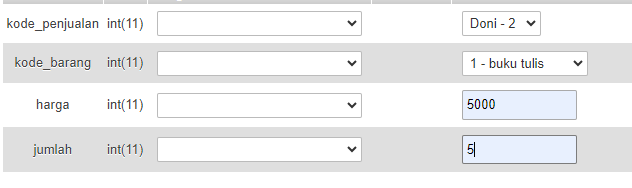 kode_penjualan int(11) Doni - 2
kode_barang int(11) 1 - buku tulis
harga int(11) 5000
jumlah int(11) 5